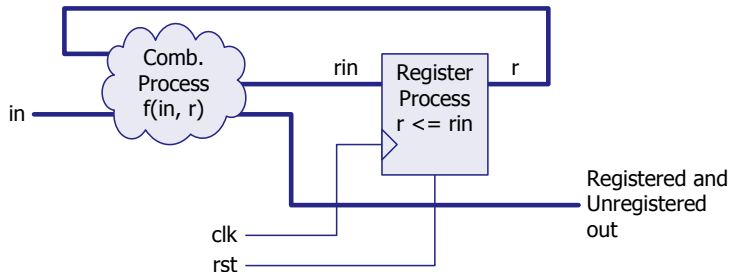 Comb.
Process
f(in, r)
in
rin
Register
Process
r <= rin
r
Registered and
Unregistered
out
clk
rst